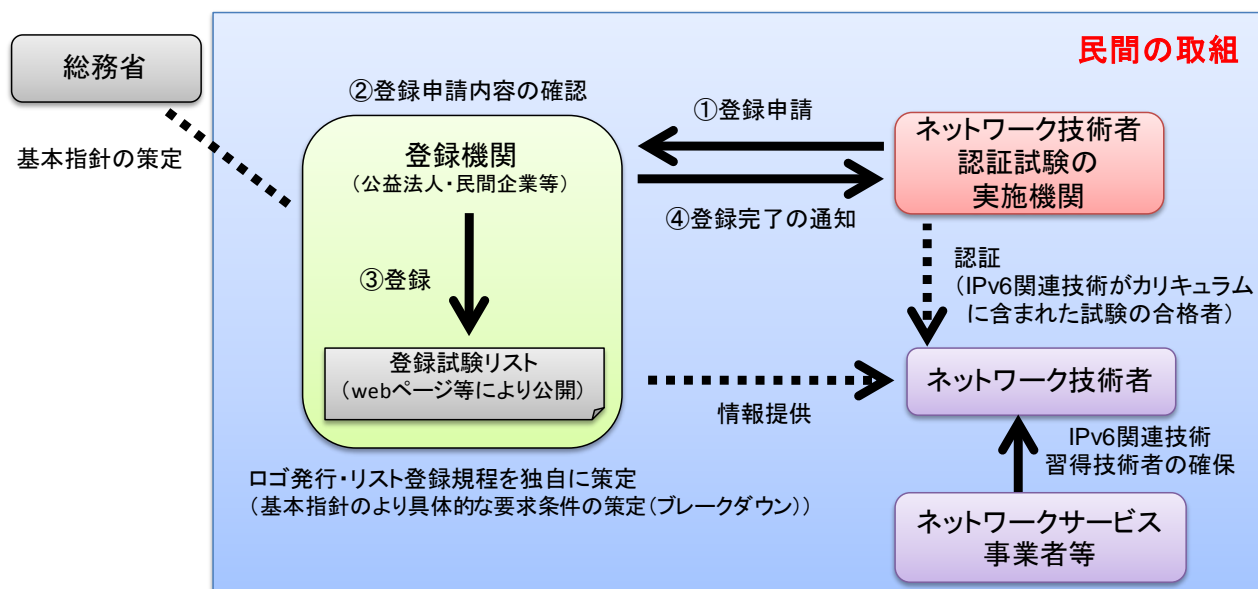 民間の取組
総務省
基本指針の策定
②登録申請内容の確認
登録機関
(公益法人・民間企業等)
③登録
登録試験リスト
(webページ等により公開)
①登録申請
④登録完了の通知
ネットワーク技術者
認証試験の
実施機関
認証
(IPv6関連技術がカリキュラム
に含まれた試験の合格者)
情報提供
ネットワーク技術者
IPv6関連技術
習得技術者の確保
ネットワークサービス
事業者等
ロゴ発行・リスト登録規程を独自に策定
(基本指針のより具体的な要求条件の策定(ブレークダウン))